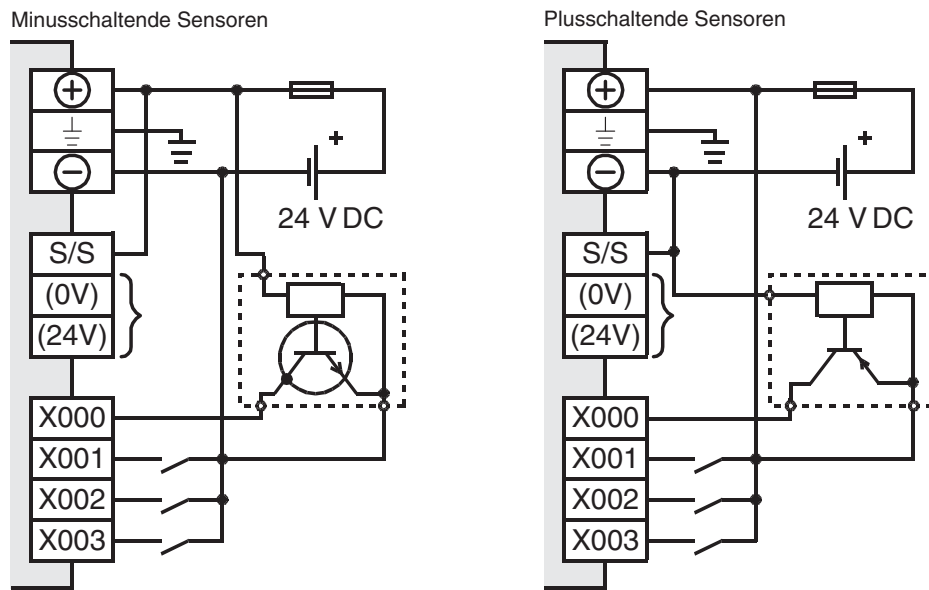 Minusschaltende Sensoren
+
24 V DC
S/S
(0V)
(24V)
X000
X001
X002
X003
Plusschaltende Sensoren
+
24 V DC
S/S
(0V)
(24V)
X000
X001
X002
X003